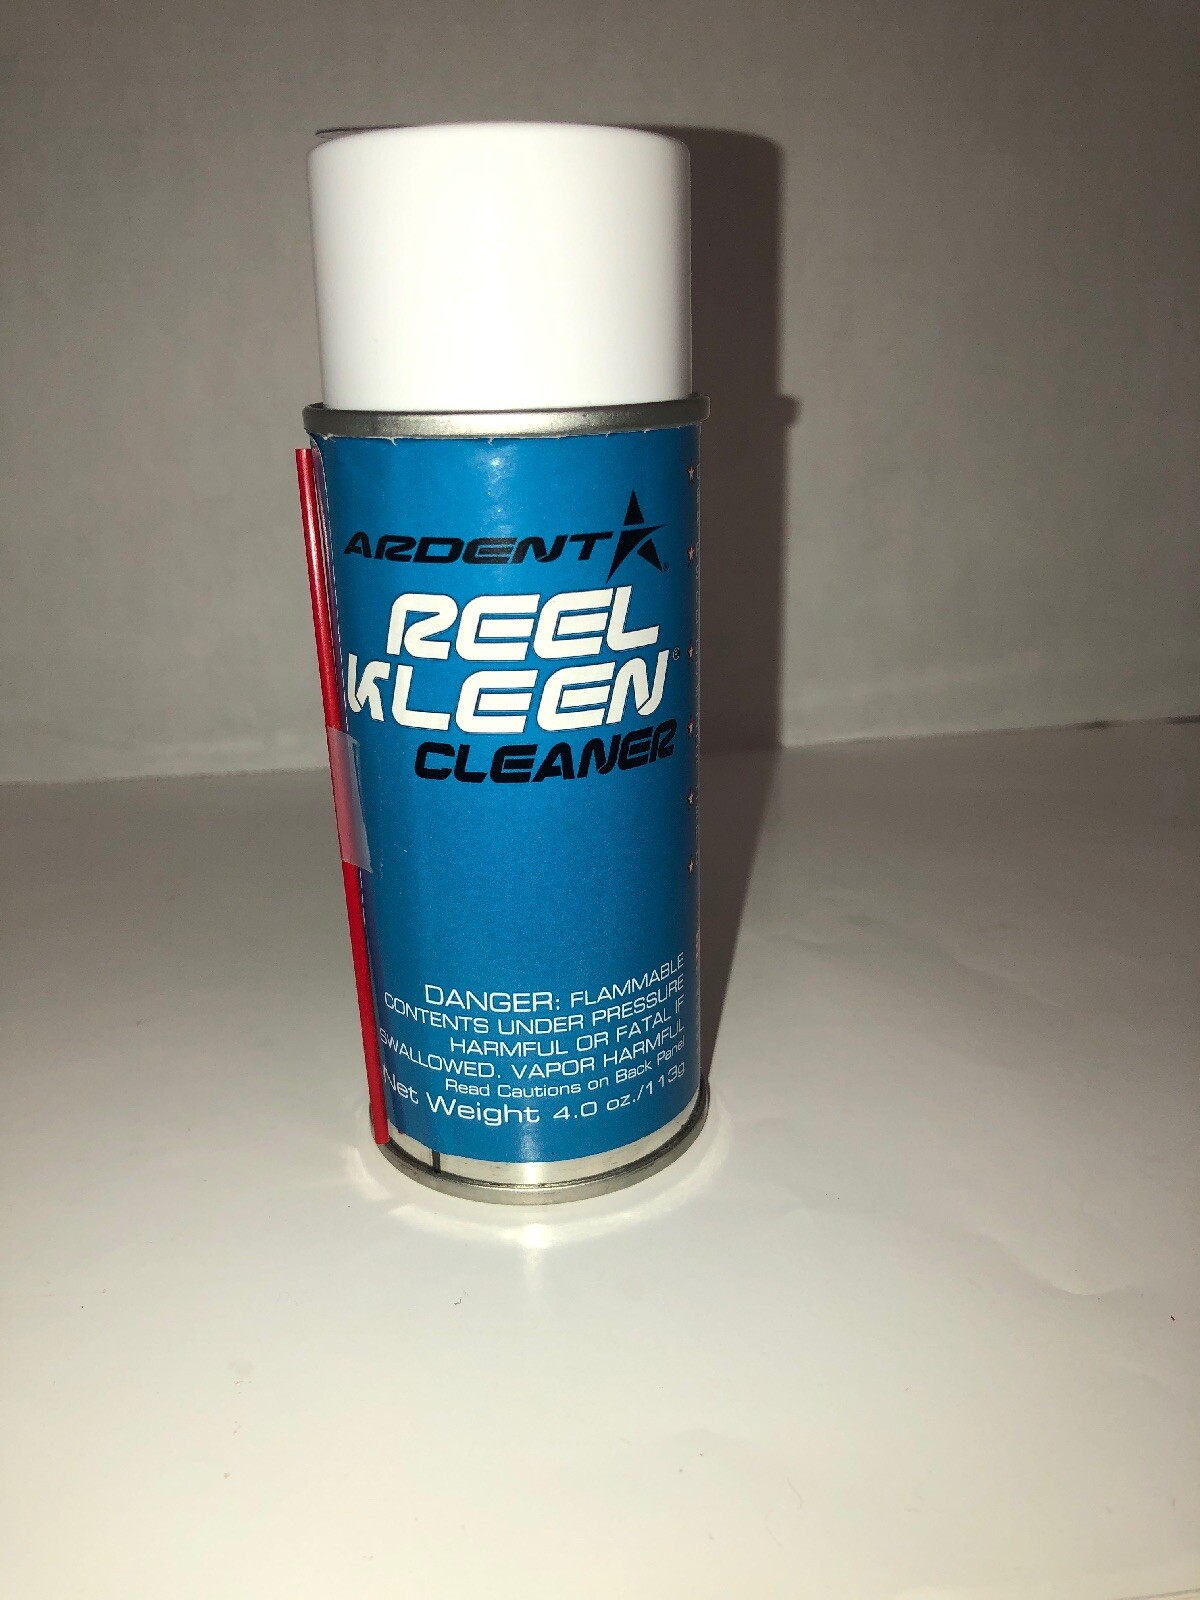 ARDENT
REEL
KLEEN®
CLEANER
DANGER: FLAMMABLE
CONTENTS UNDER PRESSURE
HARMFUL OR FATAL IF
SWALLOWED. VAPOR HARMFUL
Read Cautions on Back Panel
Net Weight 4.0 oz./113g